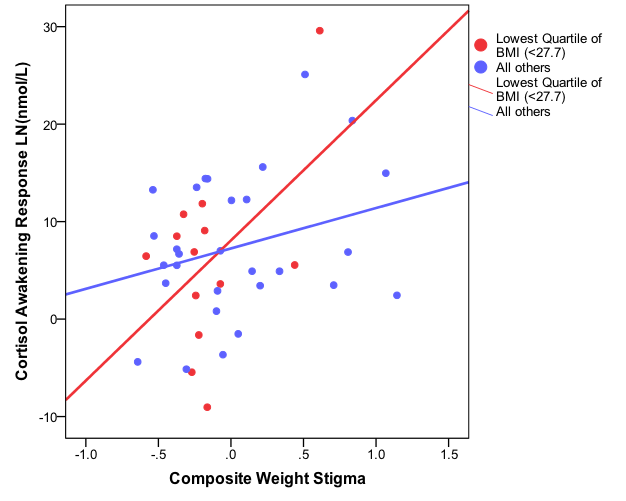 30
20
10
0
-10
Cortisol Awakening Response LN(nmol/L)
-1.0 -.5 .0 .5 1.0 1.5
Composite Weight Stigma
Lowest Quartile of
BMI (<27.7)
All others
Lowest Quartile of
BMI (<27.7)
All others